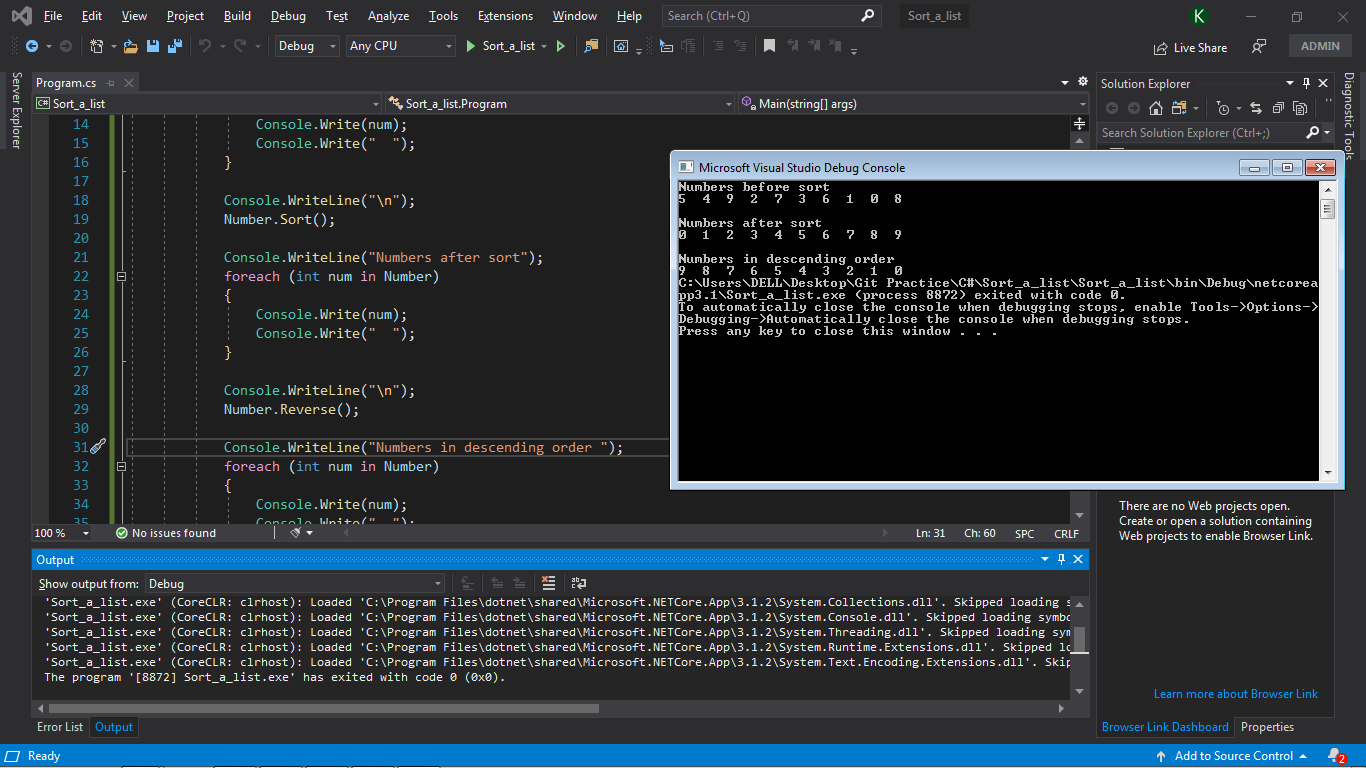 File Edit View Project Build Debug Test Analyze Tools Extensions Window Help Search (Ctrl+Q) Sort_a_list K
Debug Any CPU Sort_a_list Live Share ADMIN
Server Explorer
Program.cs
Sort_a_list Sort_a_list.Program Main(string[] args)
14 Console.Write(num);
15 Console.Write("  ");
16 }
17
18 Console.WriteLine("\n");
19 Number.Sort();
20
21 Console.WriteLine("Numbers after sort");
22 foreach (int num in Number)
23 {
24 Console.Write(num);
25 Console.Write("  ");
26 }
27
28 Console.WriteLine("\n");
29 Number.Reverse();
30
31 Console.WriteLine("Numbers in descending order ");
32 foreach (int num in Number)
33 {
34 Console.Write(num);
35 Console.Write("  ");
100 % No issues found Ln: 31 Ch: 60 SPC CRLF
Solution Explorer
Search Solution Explorer (Ctrl+;)
Diagnostic Tools
Microsoft Visual Studio Debug Console
Numbers before sort
5 4 9 2 7 3 6 1 0 8
Numbers after sort
0 1 2 3 4 5 6 7 8 9
Numbers in descending order
9 8 7 6 5 4 3 2 1 0
C:\Users\DELL\Desktop\Git Practice\C#\Sort_a_list\Sort_a_list\bin\Debug\netcorea
pp3.1\Sort_a_list.exe (process 8872) exited with code 0.
To automatically close the console when debugging stops, enable Tools->Options->
Debugging->Automatically close the console when debugging stops.
Press any key to close this window . . .
There are no Web projects open.
Create or open a solution containing
Web projects to enable Browser Link.
Learn more about Browser Link
Browser Link Dashboard Properties
Output
Show output from: Debug
'Sort_a_list.exe' (CoreCLR: clrhost): Loaded 'C:\Program Files\dotnet\shared\Microsoft.NETCore.App\3.1.2\System.Collections.dll'. Skipped loading s
'Sort_a_list.exe' (CoreCLR: clrhost): Loaded 'C:\Program Files\dotnet\shared\Microsoft.NETCore.App\3.1.2\System.Console.dll'. Skipped loading symbo
'Sort_a_list.exe' (CoreCLR: clrhost): Loaded 'C:\Program Files\dotnet\shared\Microsoft.NETCore.App\3.1.2\System.Threading.dll'. Skipped loading sym
'Sort_a_list.exe' (CoreCLR: clrhost): Loaded 'C:\Program Files\dotnet\shared\Microsoft.NETCore.App\3.1.2\System.Runtime.Extensions.dll'. Skipped lo
'Sort_a_list.exe' (CoreCLR: clrhost): Loaded 'C:\Program Files\dotnet\shared\Microsoft.NETCore.App\3.1.2\System.Text.Encoding.Extensions.dll'. Skip
The program '[8872] Sort_a_list.exe' has exited with code 0 (0x0).
Error List Output
Ready Add to Source Control 2